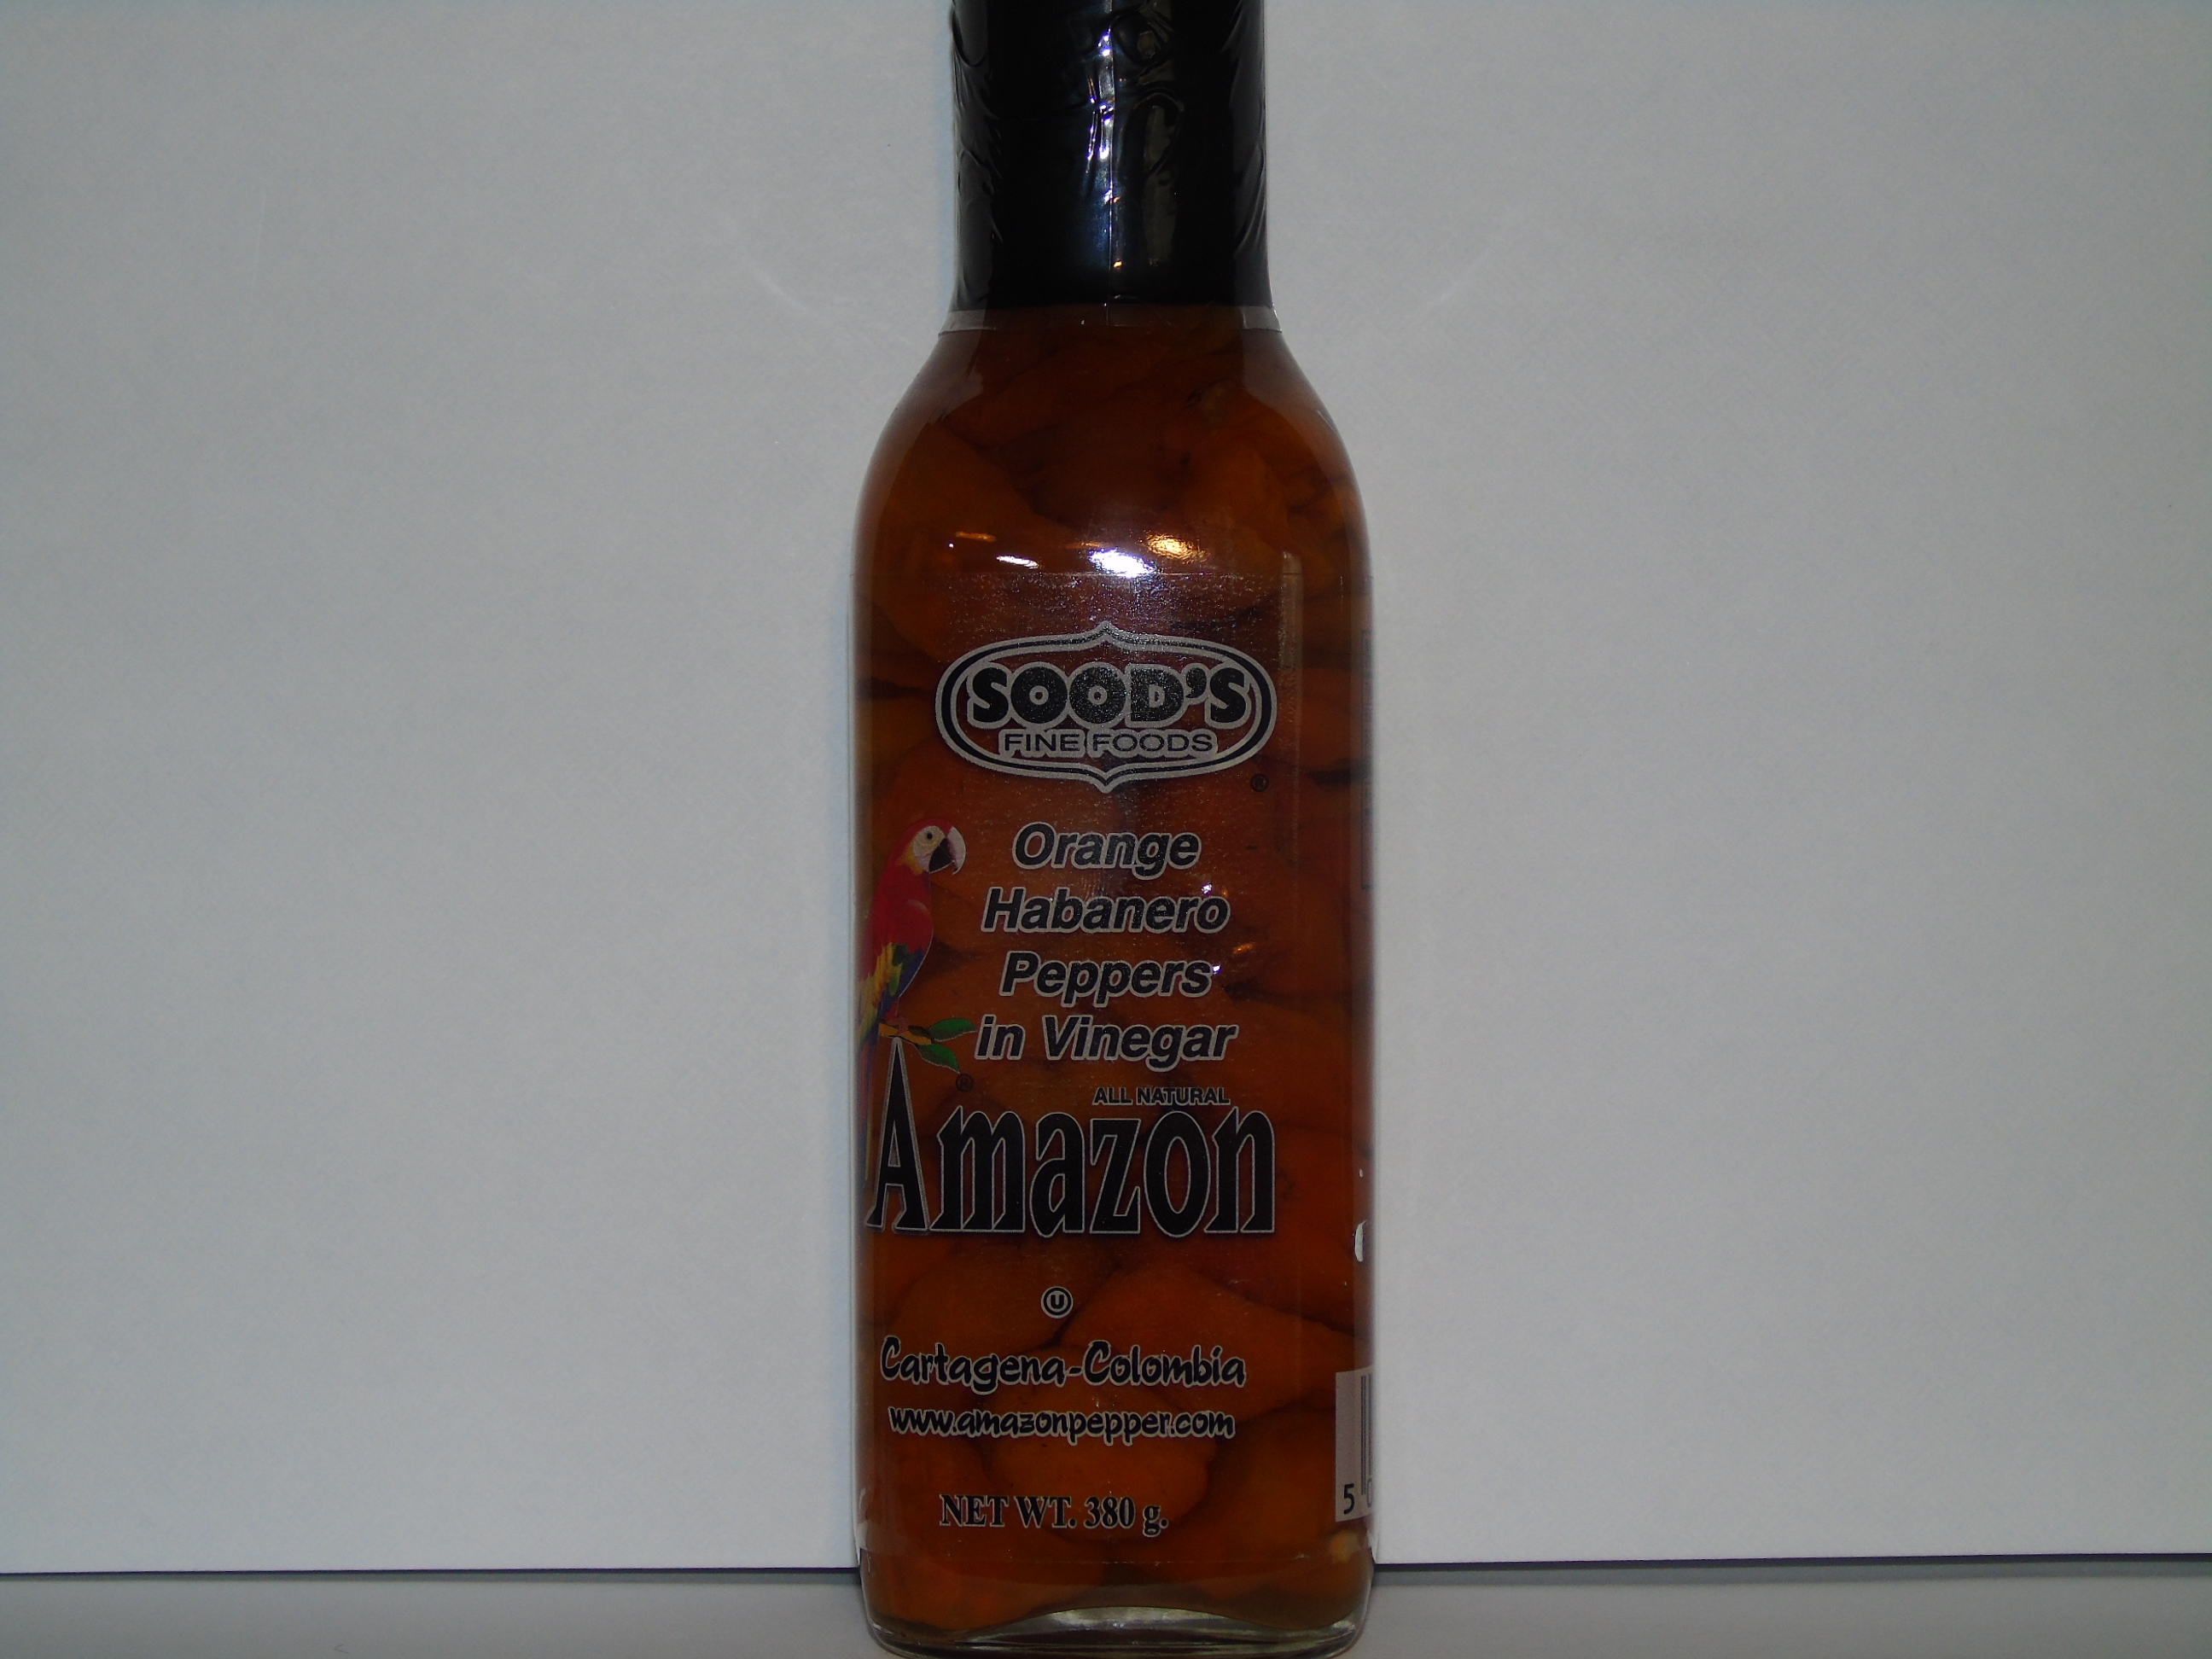 SOOD'S
FINE FOODS
®
Orange
Habanero
Peppers
in Vinegar
®
ALL NATURAL
Amazon
U
Cartagena-Colombia
www.amazonpepper.com
NET WT. 380 g.
5